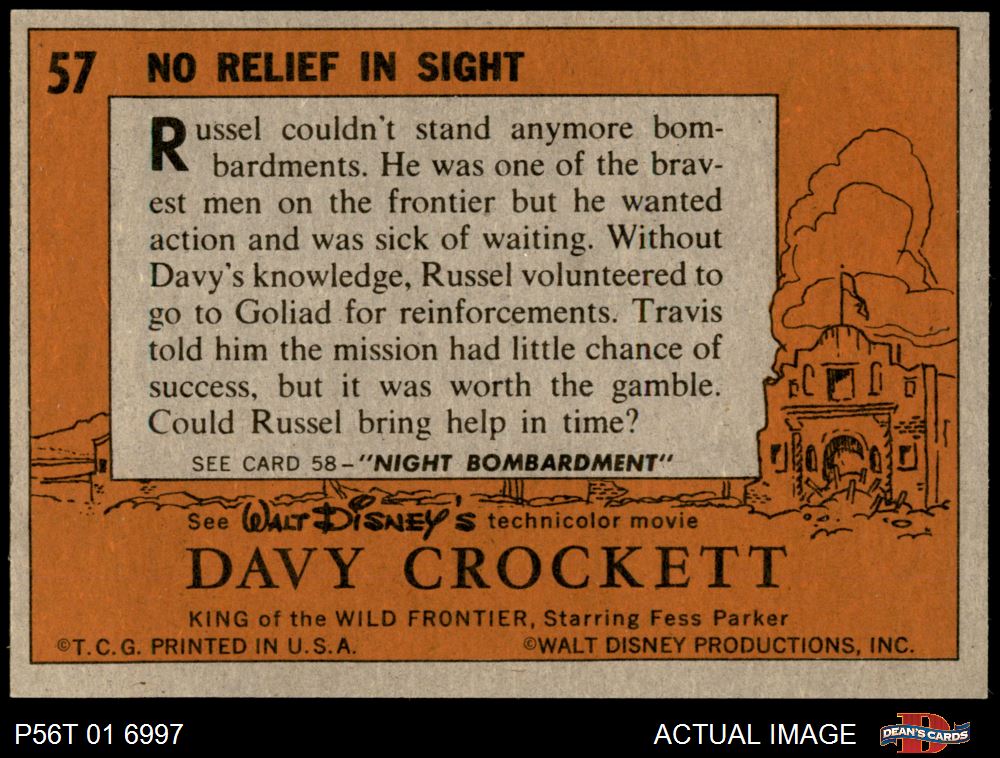 57 NO RELIEF IN SIGHT
Russel couldn't stand anymore bom-
bardments. He was one of the brav-
est men on the frontier but he wanted
action and was sick of waiting. Without
Davy's knowledge, Russel volunteered to
go to Goliad for reinforcements. Travis
told him the mission had little chance of
success, but it was worth the gamble.
Could Russel bring help in time?
SEE CARD 58-"NIGHT BOMBARDMENT"
See WALT DISNEY'S technicolor movie
DAVY CROCKETT
KING of the WILD FRONTIER, Starring Fess Parker
©T.C.G. PRINTED IN U.S.A. ©WALT DISNEY PRODUCTIONS, INC.
P56T 01 6997 ACTUAL IMAGE D DEAN'S CARDS